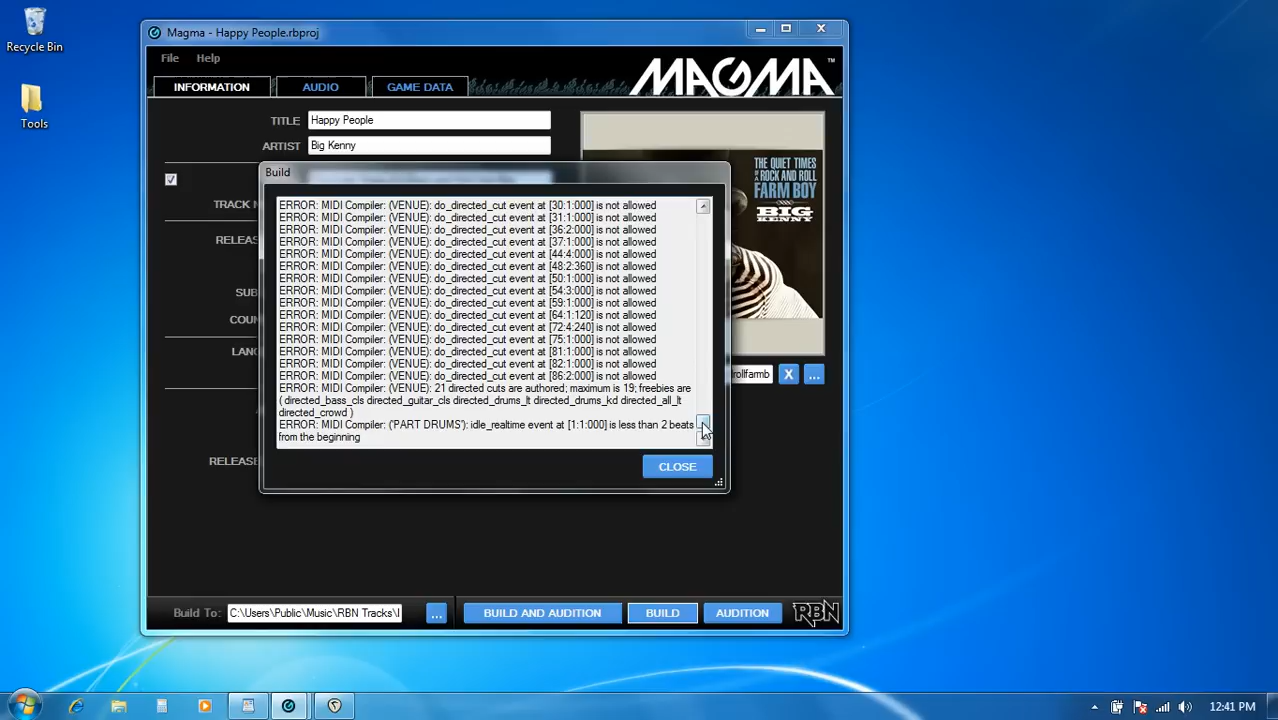 Recycle Bin
Tools
Magma - Happy People.rbproj
File Help
MAGMA™
INFORMATION AUDIO GAME DATA
TITLE Happy People
ARTIST Big Kenny
THE QUIET TIMES
OF A
ROCK AND ROLL
FARM BOY
BIG
KENNY
TRACK N
RELEAS
SUB
COUN
LANG
rollfarmb X ...
RELEASE
Build
ERROR: MIDI Compiler: (VENUE): do_directed_cut event at [30:1:000] is not allowed
ERROR: MIDI Compiler: (VENUE): do_directed_cut event at [31:1:000] is not allowed
ERROR: MIDI Compiler: (VENUE): do_directed_cut event at [36:2:000] is not allowed
ERROR: MIDI Compiler: (VENUE): do_directed_cut event at [37:1:000] is not allowed
ERROR: MIDI Compiler: (VENUE): do_directed_cut event at [44:4:000] is not allowed
ERROR: MIDI Compiler: (VENUE): do_directed_cut event at [48:2:360] is not allowed
ERROR: MIDI Compiler: (VENUE): do_directed_cut event at [50:1:000] is not allowed
ERROR: MIDI Compiler: (VENUE): do_directed_cut event at [54:3:000] is not allowed
ERROR: MIDI Compiler: (VENUE): do_directed_cut event at [59:1:000] is not allowed
ERROR: MIDI Compiler: (VENUE): do_directed_cut event at [64:1:120] is not allowed
ERROR: MIDI Compiler: (VENUE): do_directed_cut event at [72:4:240] is not allowed
ERROR: MIDI Compiler: (VENUE): do_directed_cut event at [75:1:000] is not allowed
ERROR: MIDI Compiler: (VENUE): do_directed_cut event at [81:1:000] is not allowed
ERROR: MIDI Compiler: (VENUE): do_directed_cut event at [82:1:000] is not allowed
ERROR: MIDI Compiler: (VENUE): do_directed_cut event at [86:2:000] is not allowed
ERROR: MIDI Compiler: (VENUE): 21 directed cuts are authored; maximum is 19; freebies are
( directed_bass_cls directed_guitar_cls directed_drums_lt directed_drums_kd directed_all_lt
directed_crowd )
ERROR: MIDI Compiler: ('PART DRUMS'): idle_realtime event at [1:1:000] is less than 2 beats
from the beginning
CLOSE
Build To: C:\Users\Public\Music\RBN Tracks\ ... BUILD AND AUDITION BUILD AUDITION RBN
12:41 PM